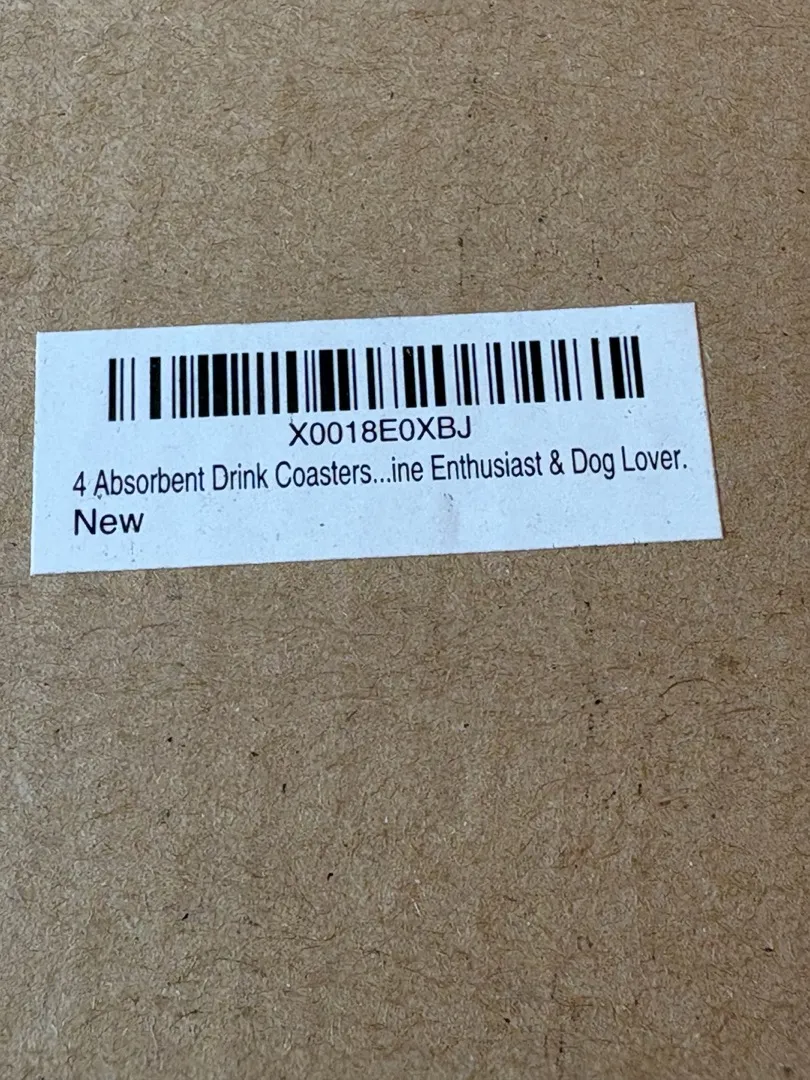 X0018E0XBJ
4 Absorbent Drink Coasters...ine Enthusiast & Dog Lover.
New